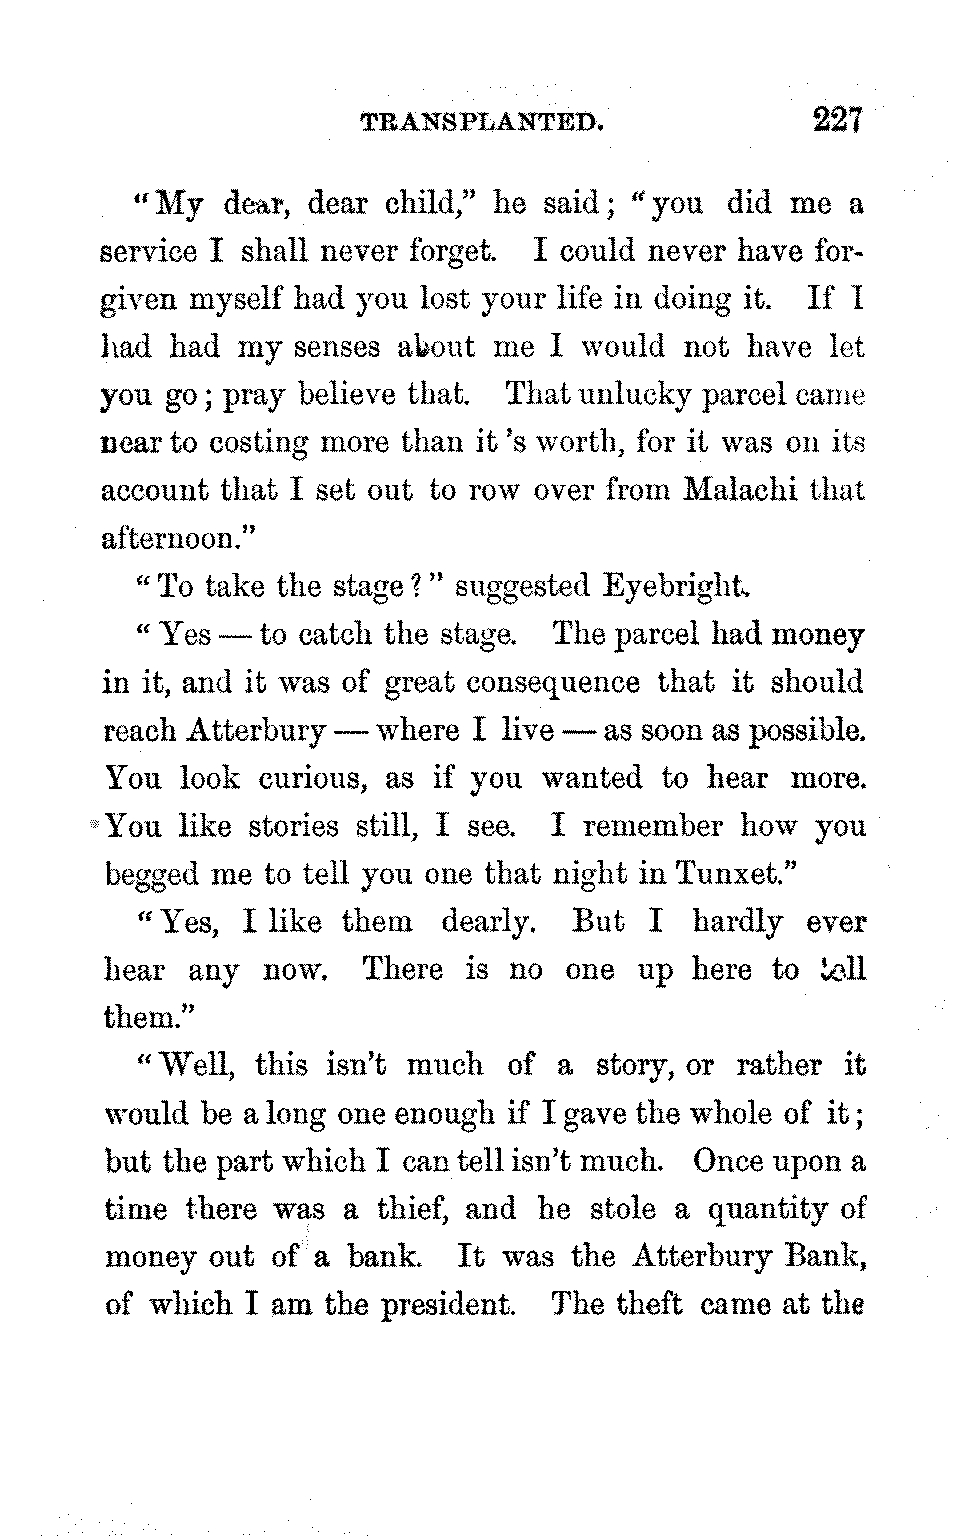 TRANSPLANTED. 227
"My dear, dear child," he said; "you did me a
service I shall never forget. I could never have for-
given myself had you lost your life in doing it. If I
had had my senses about me I would not have let
you go; pray believe that. That unlucky parcel came
near to costing more than it 's worth, for it was on its
account that I set out to row over from Malachi that
afternoon."
"To take the stage?" suggested Eyebright.
"Yes — to catch the stage. The parcel had money
in it, and it was of great consequence that it should
reach Atterbury — where I live — as soon as possible.
You look curious, as if you wanted to hear more.
You like stories still, I see. I remember how you
begged me to tell you one that night in Tunxet."
"Yes, I like them dearly. But I hardly ever
hear any now. There is no one up here to tell
them."
"Well, this isn't much of a story, or rather it
would be a long one enough if I gave the whole of it;
but the part which I can tell isn't much. Once upon a
time there was a thief, and he stole a quantity of
money out of a bank. It was the Atterbury Bank,
of which I am the president. The theft came at the